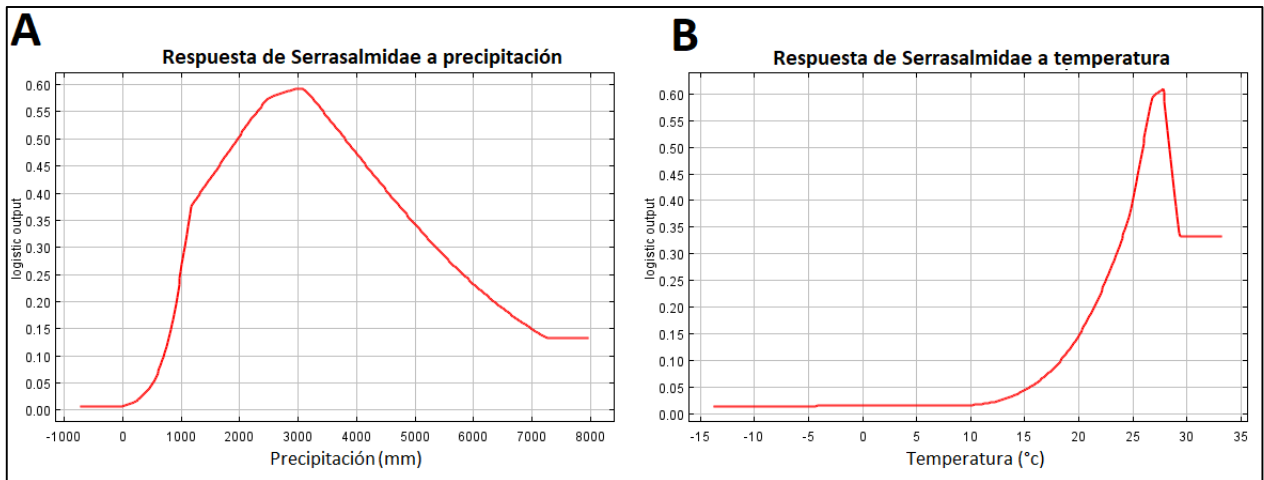 A
Respuesta de Serrasalmidae a precipitación
logistic output
0.60
0.55
0.50
0.45
0.40
0.35
0.30
0.25
0.20
0.15
0.10
0.05
0.00
-1000 0 1000 2000 3000 4000 5000 6000 7000 8000
Precipitación (mm)
B
Respuesta de Serrasalmidae a temperatura
logistic output
0.60
0.55
0.50
0.45
0.40
0.35
0.30
0.25
0.20
0.15
0.10
0.05
0.00
-15 -10 -5 0 5 10 15 20 25 30 35
Temperatura (°c)